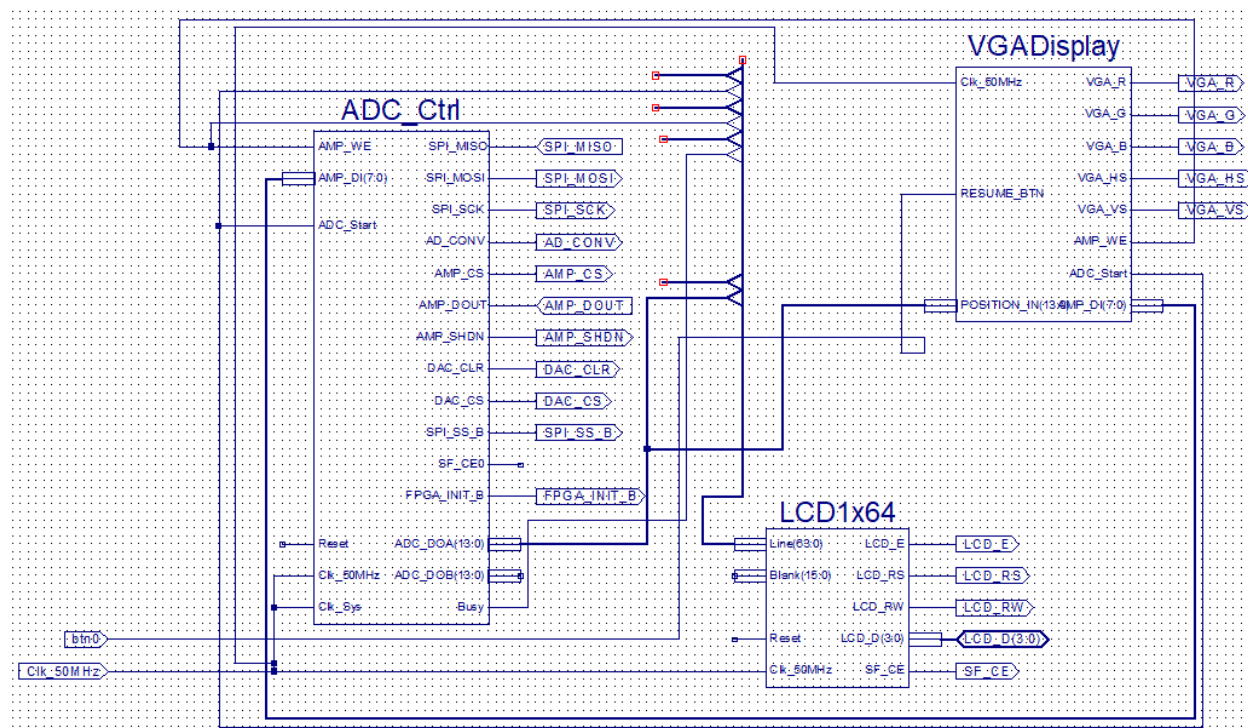 VGADisplay
Clk_50MHz
VGA_R
VGA_R
VGA_G
VGA_G
VGA_B
VGA_B
VGA_HS
VGA_HS
RESUME_BTN
VGA_VS
VGA_VS
AMP_WE
ADC_Start
POSITION_IN(13:0)
AMP_DI(7:0)
ADC_Ctrl
AMP_WE
SPI_MISO
SPI_MISO
AMP_DI(7:0)
SPI_MOSI
SPI_MOSI
SPI_SCK
SPI_SCK
ADC_Start
AD_CONV
AD_CONV
AMP_CS
AMP_CS
AMP_DOUT
AMP_DOUT
AMP_SHDN
AMP_SHDN
DAC_CLR
DAC_CLR
DAC_CS
DAC_CS
SPI_SS_B
SPI_SS_B
SF_CE0
FPGA_INIT_B
FPGA_INIT_B
Reset
ADC_DOA(13:0)
Clk_50MHz
ADC_DOB(13:0)
Clk_Sys
Busy
LCD1x64
Line(63:0)
LCD_E
LCD_E
Blank(15:0)
LCD_RS
LCD_RS
LCD_RW
LCD_RW
Reset
LCD_D(3:0)
LCD_D(3:0)
Clk_50MHz
SF_CE
SF_CE
btn0
Clk_50MHz